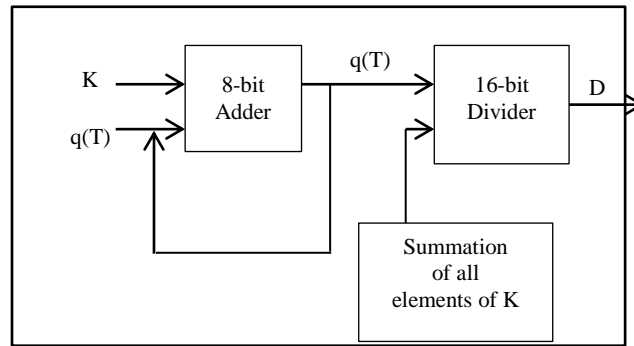 K
q(T)
8-bit
Adder
q(T)
16-bit
Divider
D
Summation
of all
elements of K